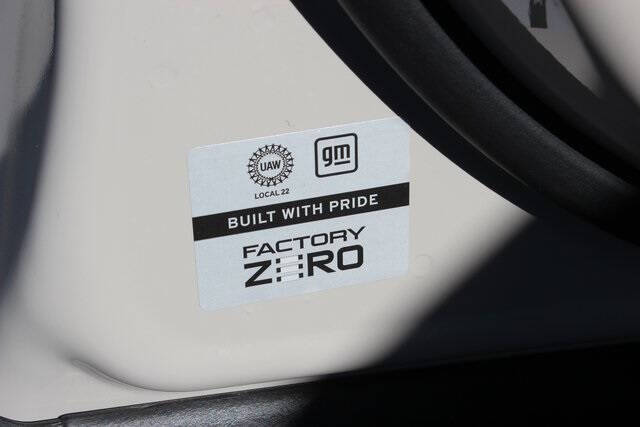 UAW
gm
LOCAL 22
BUILT WITH PRIDE
FACTORY
ZERO